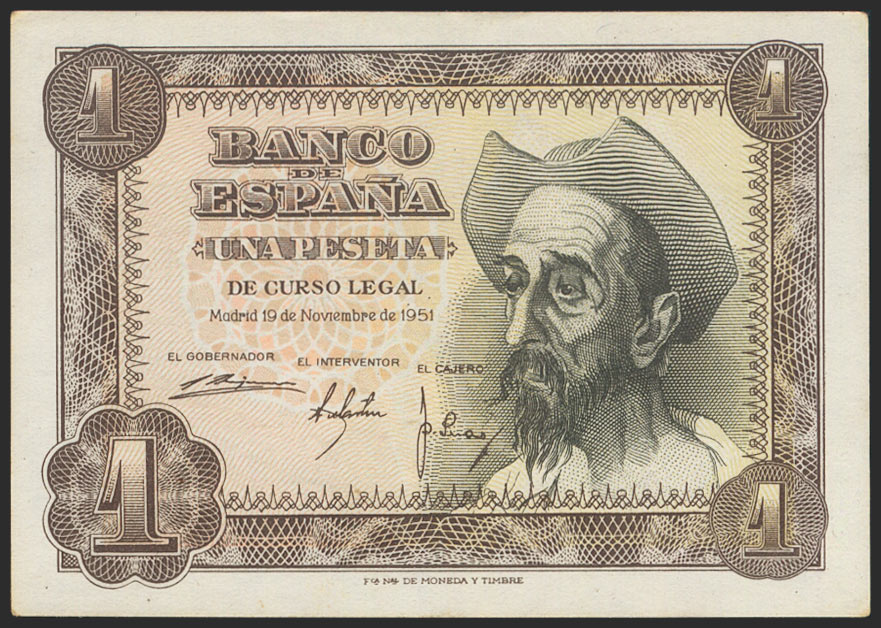 1
1
BANCO
DE
ESPAÑA
UNA PESETA
DE CURSO LEGAL
Madrid 19 de Noviembre de 1951
EL GOBERNADOR
EL INTERVENTOR
EL CAJERO
1
1
Fca Nal DE MONEDA Y TIMBRE